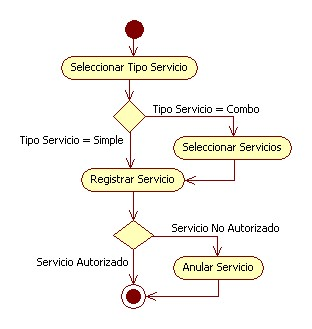 Seleccionar Tipo Servicio
Tipo Servicio = Combo
Tipo Servicio = Simple
Seleccionar Servicios
Registrar Servicio
Servicio No Autorizado
Servicio Autorizado
Anular Servicio